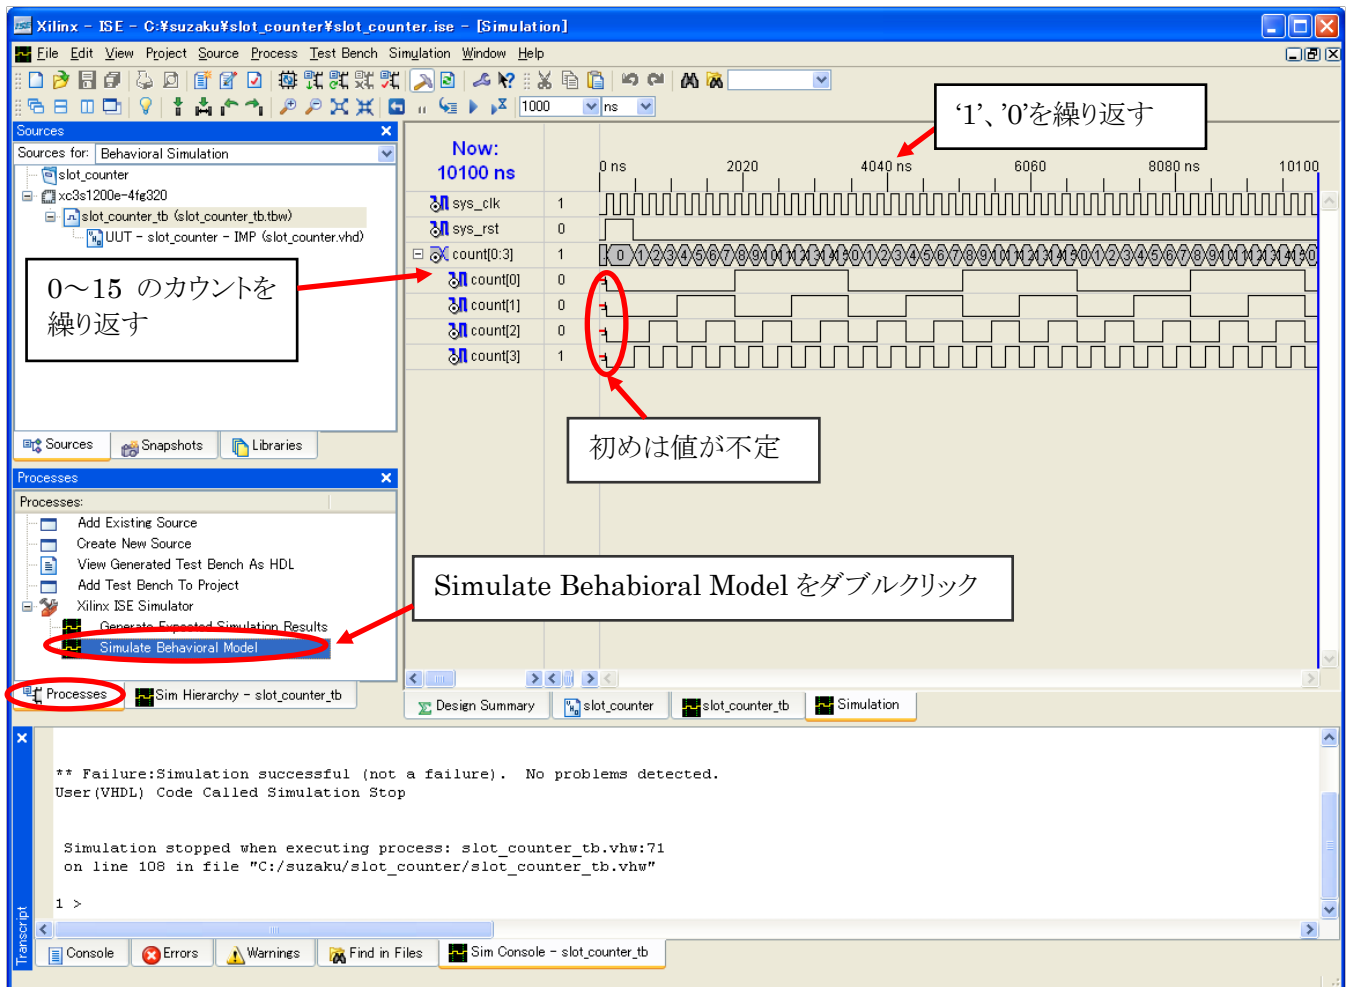 Xilinx - ISE - C:¥suzaku¥slot_counter¥slot_counter.ise - [Simulation]
File Edit View Project Source Process Test Bench Simulation Window Help
1000 ns
Sources
Sources for: Behavioral Simulation
slot_counter
xc3s1200e-4fg320
slot_counter_tb (slot_counter_tb.tbw)
UUT - slot_counter - IMP (slot_counter.vhd)
0～15 のカウントを
繰り返す
Sources Snapshots Libraries
Processes
Processes:
Add Existing Source
Create New Source
View Generated Test Bench As HDL
Add Test Bench To Project
Xilinx ISE Simulator
Generate Expected Simulation Results
Simulate Behavioral Model
Processes Sim Hierarchy - slot_counter_tb
'1'、'0'を繰り返す
Now:
10100 ns
0 ns 2020 4040 ns 6060 8080 ns 10100
sys_clk 1
sys_rst 0
count[0:3] 1
count[0] 0
count[1] 0
count[2] 0
count[3] 1
初めは値が不定
Simulate Behabioral Model をダブルクリック
Design Summary slot_counter slot_counter_tb Simulation
** Failure:Simulation successful (not a failure).  No problems detected.
User(VHDL) Code Called Simulation Stop
Simulation stopped when executing process: slot_counter_tb.vhw:71
on line 108 in file "C:/suzaku/slot_counter/slot_counter_tb.vhw"
1 >
Transcript
Console Errors Warnings Find in Files Sim Console - slot_counter_tb